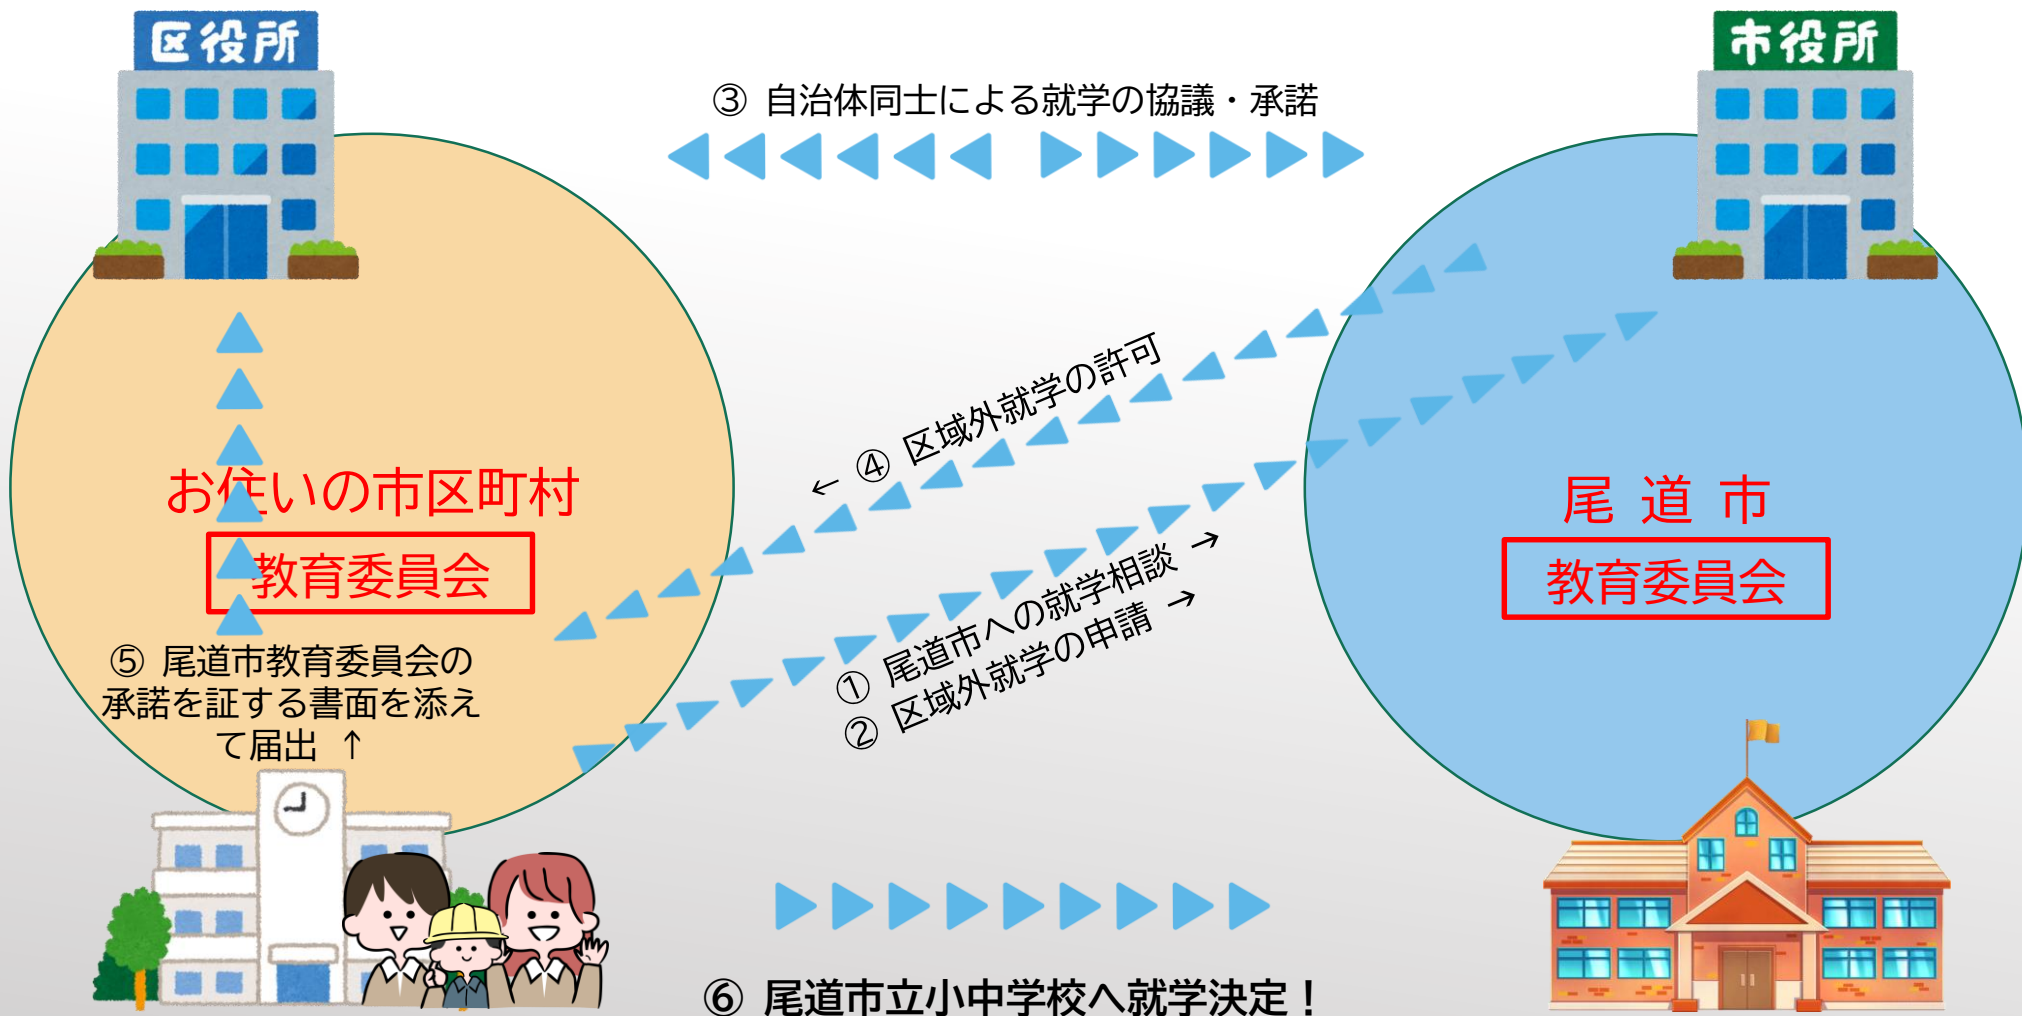 区役所
市役所
③ 自治体同士による就学の協議・承諾
← ④ 区域外就学の許可
お住いの市区町村
教育委員会
尾 道 市
教育委員会
① 尾道市への就学相談 →
② 区域外就学の申請 →
⑤ 尾道市教育委員会の
承諾を証する書面を添え
て届出 ↑
⑥ 尾道市立小中学校へ就学決定！